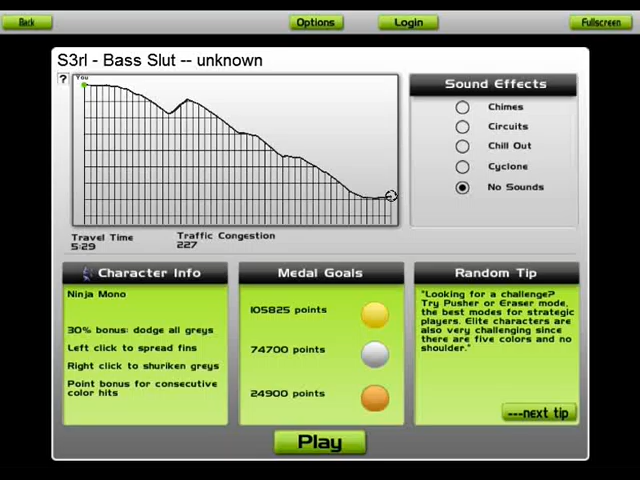 Back
Options
Login
Fullscreen
S3rl - Bass Slut -- unknown
?
You
Travel Time
5:29
Traffic Congestion
227
Sound Effects
Chimes
Circuits
Chill Out
Cyclone
No Sounds
Character Info
Ninja Mono
30% bonus: dodge all greys
Left click to spread fins
Right click to shuriken greys
Point bonus for consecutive
color hits
Medal Goals
105825 points
74700 points
24900 points
Random Tip
"Looking for a challenge?
Try Pusher or Eraser mode,
the best modes for strategic
players. Elite characters are
also very challenging since
there are five colors and no
shoulder."
---next tip
Play